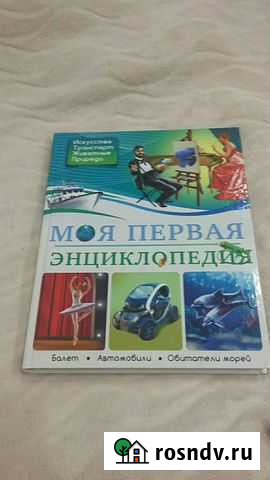 Искусство
Транспорт
Животные
Природа
МОЯ ПЕРВАЯ
ЭНЦИКЛОПЕДИЯ
Балет • Автомобили • Обитатели морей
rosndv.ru